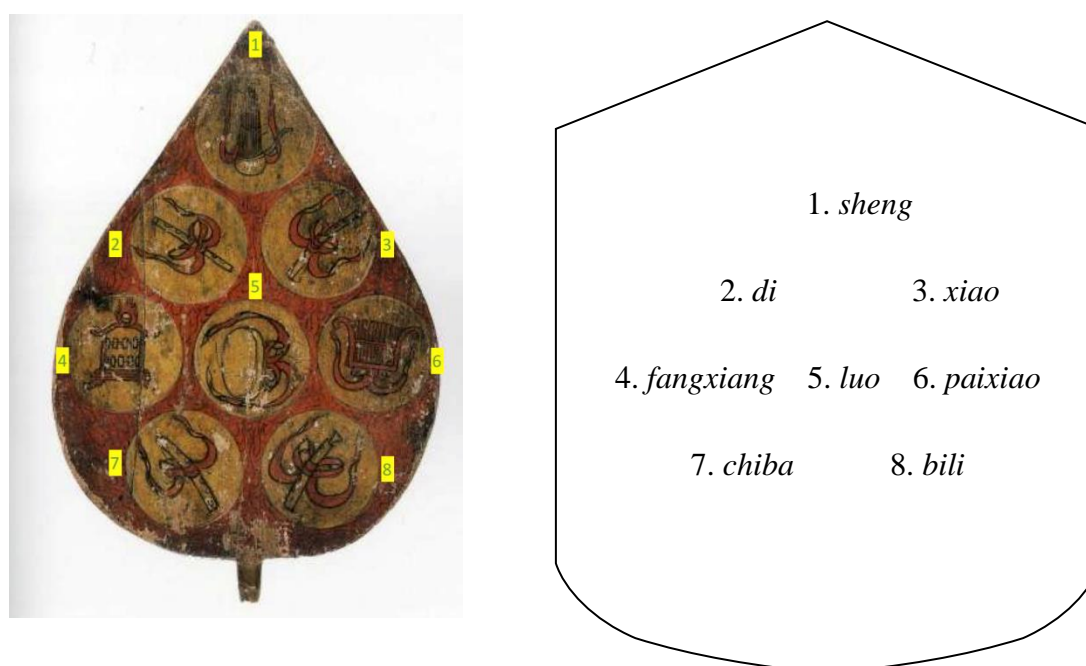 1
2
3
5
4
6
7
8
1. sheng
2. di 3. xiao
4. fangxiang 5. luo 6. paixiao
7. chiba 8. bili